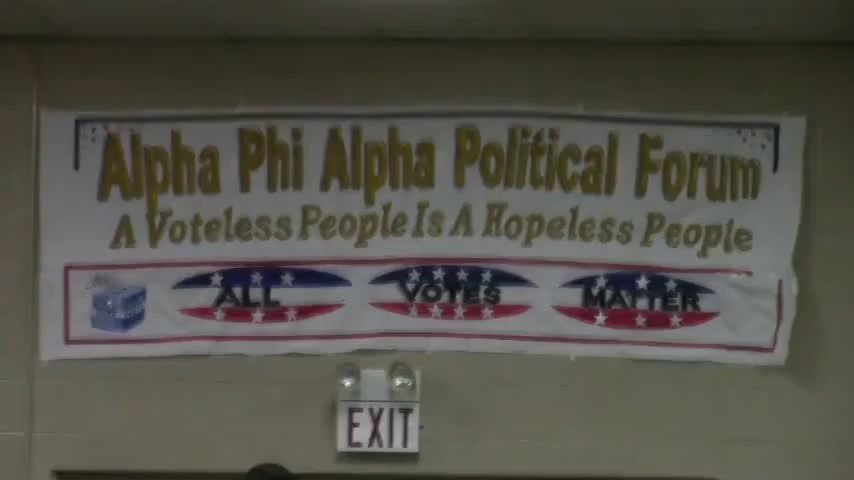 Alpha Phi Alpha Political Forum
A Voteless People Is A Hopeless People
ALL VOTES MATTER
EXIT